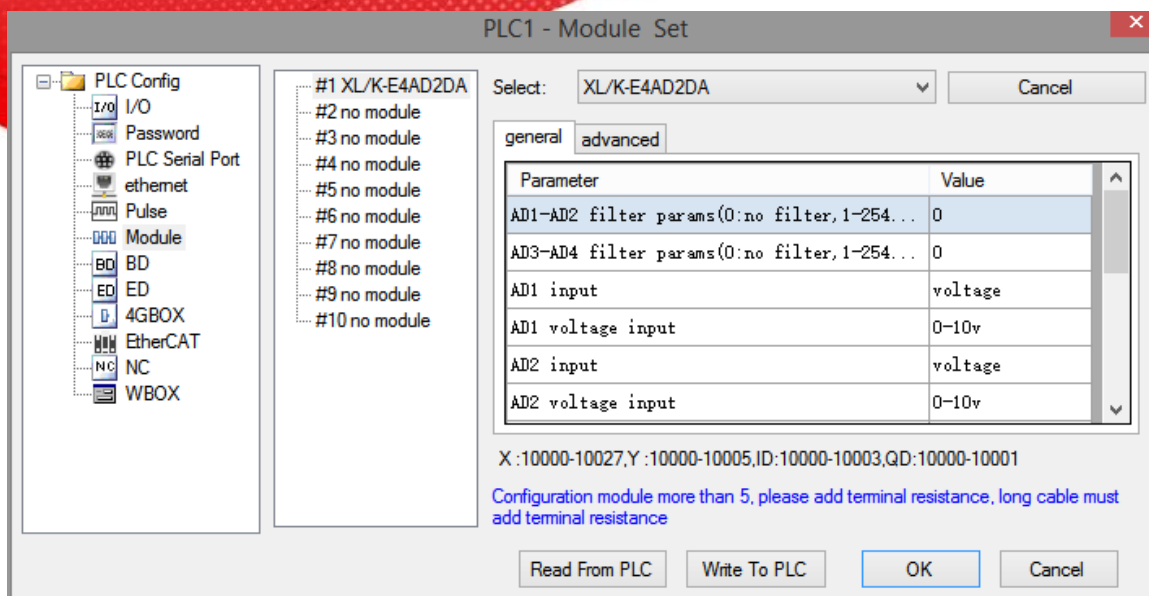 PLC1 - Module Set
PLC Config
I/O I/O
Password
PLC Serial Port
ethernet
Pulse
Module
BD BD
ED ED
4GBOX
EtherCAT
NC NC
WBOX
#1 XL/K-E4AD2DA
#2 no module
#3 no module
#4 no module
#5 no module
#6 no module
#7 no module
#8 no module
#9 no module
#10 no module
Select: XL/K-E4AD2DA Cancel
general advanced
Parameter Value
AD1-AD2 filter params(0:no filter,1-254... 0
AD3-AD4 filter params(0:no filter,1-254... 0
AD1 input voltage
AD1 voltage input 0-10v
AD2 input voltage
AD2 voltage input 0-10v
X :10000-10027,Y :10000-10005,ID:10000-10003,QD:10000-10001
Configuration module more than 5, please add terminal resistance, long cable must
add terminal resistance
Read From PLC Write To PLC OK Cancel